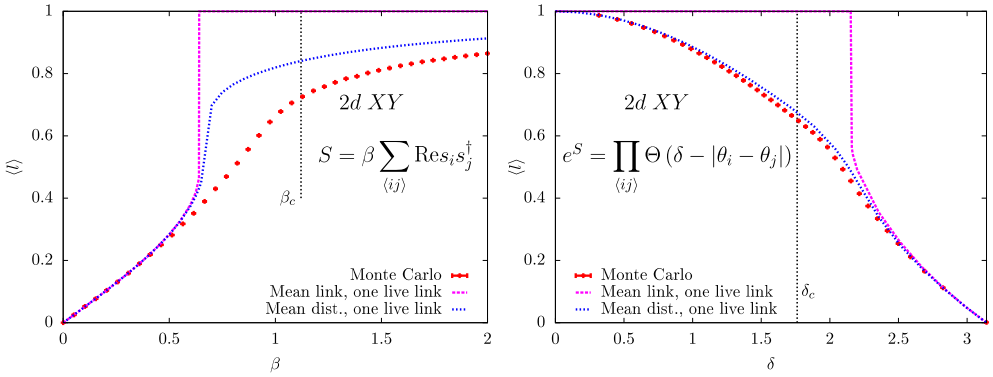 1
0.8
0.6
0.4
0.2
0
⟨l⟩
2d XY
S = β ∑⟨ij⟩ Re s_i s_j^†
β_c
Monte Carlo
Mean link, one live link
Mean dist., one live link
0 0.5 1 1.5 2
β
1
0.8
0.6
0.4
0.2
0
⟨l⟩
2d XY
e^S = ∏⟨ij⟩ Θ (δ − |θ_i − θ_j|)
δ_c
Monte Carlo
Mean link, one live link
Mean dist., one live link
0 0.5 1 1.5 2 2.5 3
δ